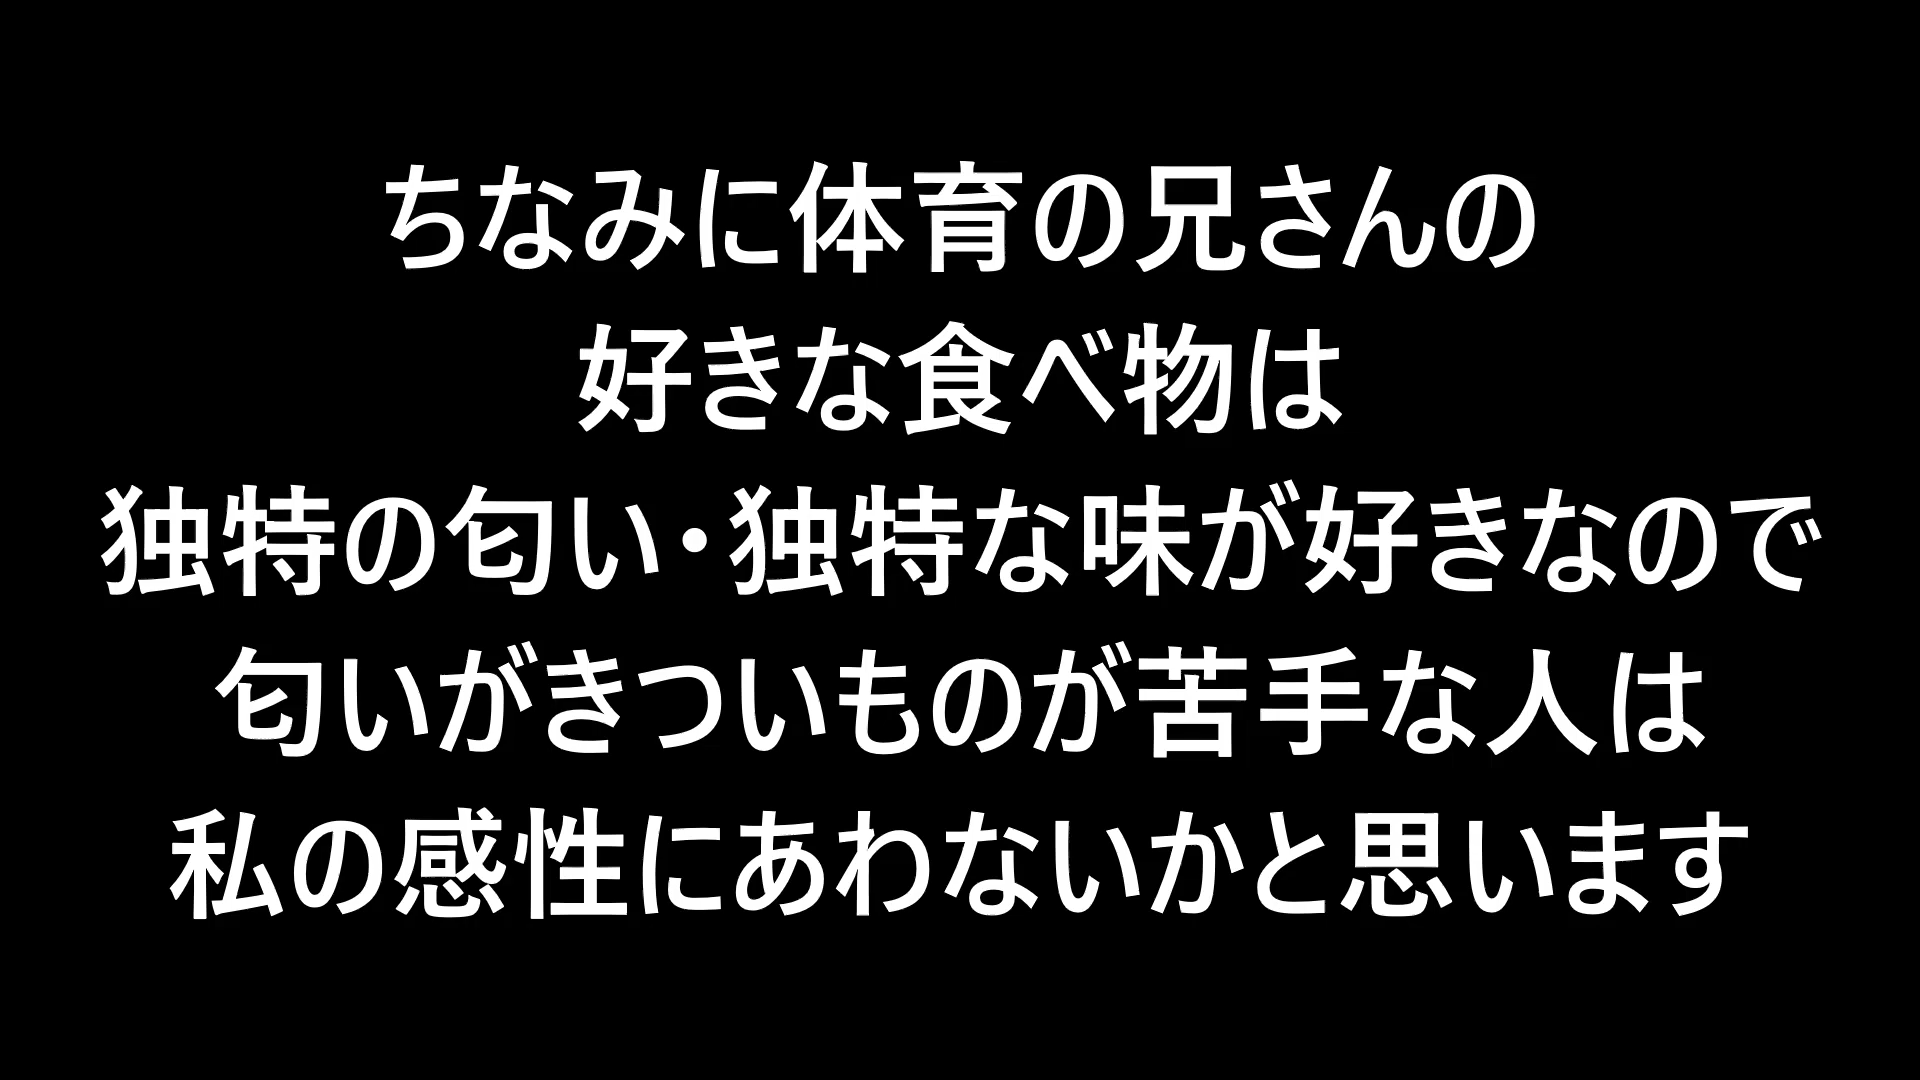 ちなみに体育の兄さんの
好きな食べ物は
独特の匂い・独特な味が好きなので
匂いがきついものが苦手な人は
私の感性にあわないかと思います